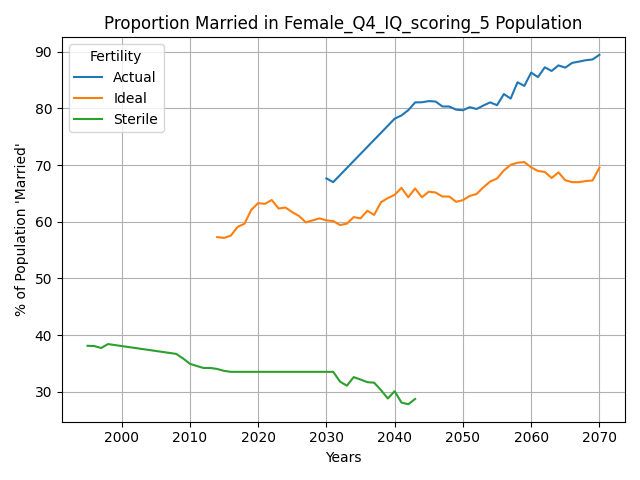 Proportion Married in Female_Q4_IQ_scoring_5 Population
Fertility
Actual
Ideal
Sterile
% of Population 'Married'
90
80
70
60
50
40
30
2000
2010
2020
2030
2040
2050
2060
2070
Years